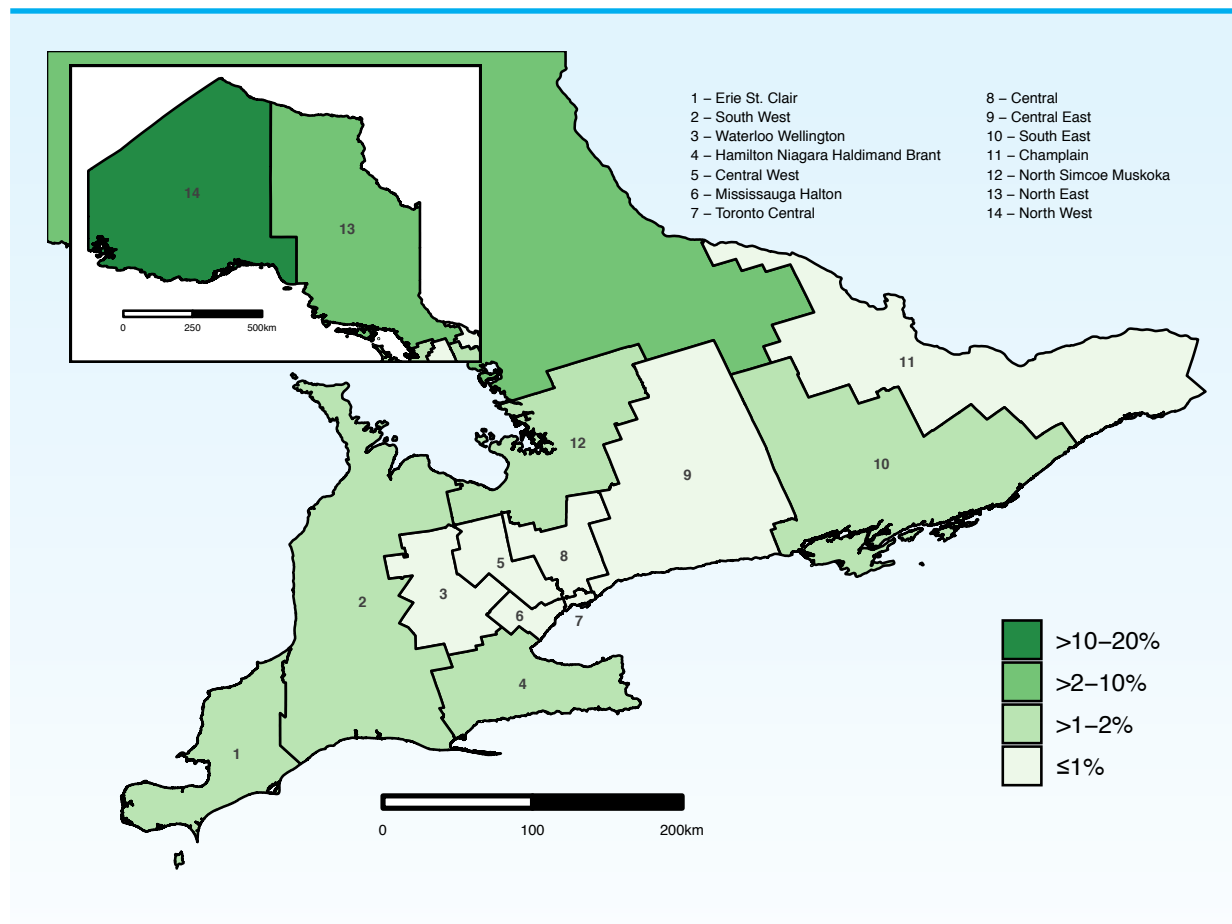 1 – Erie St. Clair
2 – South West
3 – Waterloo Wellington
4 – Hamilton Niagara Haldimand Brant
5 – Central West
6 – Mississauga Halton
7 – Toronto Central
8 – Central
9 – Central East
10 – South East
11 – Champlain
12 – North Simcoe Muskoka
13 – North East
14 – North West
14
13
0 250 500km
11
12
10
9
8
5
3
2
6
7
4
1
>10–20%
>2–10%
>1–2%
≤1%
0 100 200km